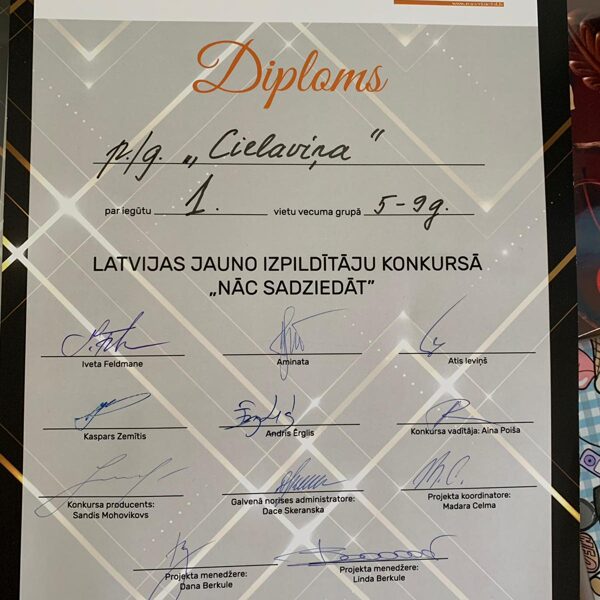 Diploms
p./g. „Cielaviņa"
par iegūtu 1. vietu vecuma grupā 5-9g.
LATVIJAS JAUNO IZPILDĪTĀJU KONKURSĀ
„NĀC SADZIEDĀT”
Iveta Feldmane
Aminata
Atis Ieviņš
Kaspars Zemītis
Andris Ērglis
Konkursa vadītāja: Aina Poiša
Konkursa producents:
Sandis Mohovikovs
Galvenā norises administratore:
Dace Skeranska
Projekta koordinatore:
Madara Celma
Projekta menedžere:
Dana Berkule
Projekta menedžere:
Linda Berkule